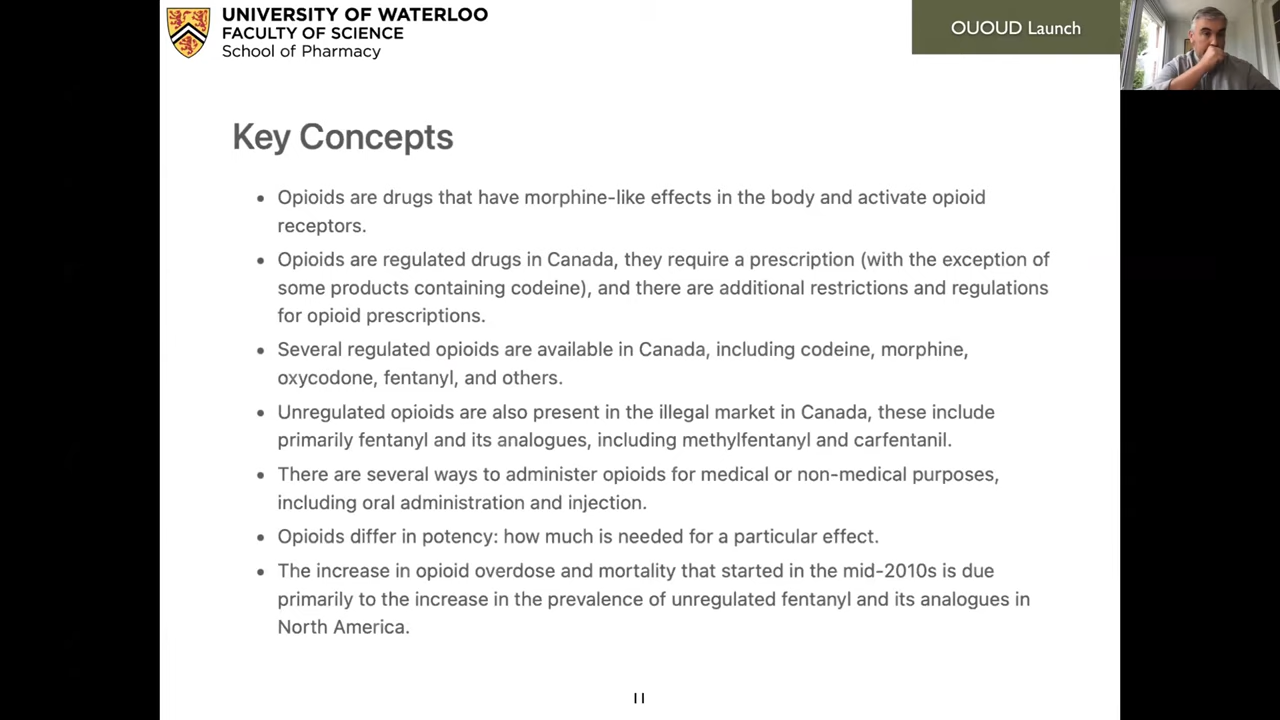 UNIVERSITY OF WATERLOO
FACULTY OF SCIENCE
School of Pharmacy
OUOUD Launch
Key Concepts
• Opioids are drugs that have morphine-like effects in the body and activate opioid
receptors.
• Opioids are regulated drugs in Canada, they require a prescription (with the exception of
some products containing codeine), and there are additional restrictions and regulations
for opioid prescriptions.
• Several regulated opioids are available in Canada, including codeine, morphine,
oxycodone, fentanyl, and others.
• Unregulated opioids are also present in the illegal market in Canada, these include
primarily fentanyl and its analogues, including methylfentanyl and carfentanil.
• There are several ways to administer opioids for medical or non-medical purposes,
including oral administration and injection.
• Opioids differ in potency: how much is needed for a particular effect.
• The increase in opioid overdose and mortality that started in the mid-2010s is due
primarily to the increase in the prevalence of unregulated fentanyl and its analogues in
North America.
11